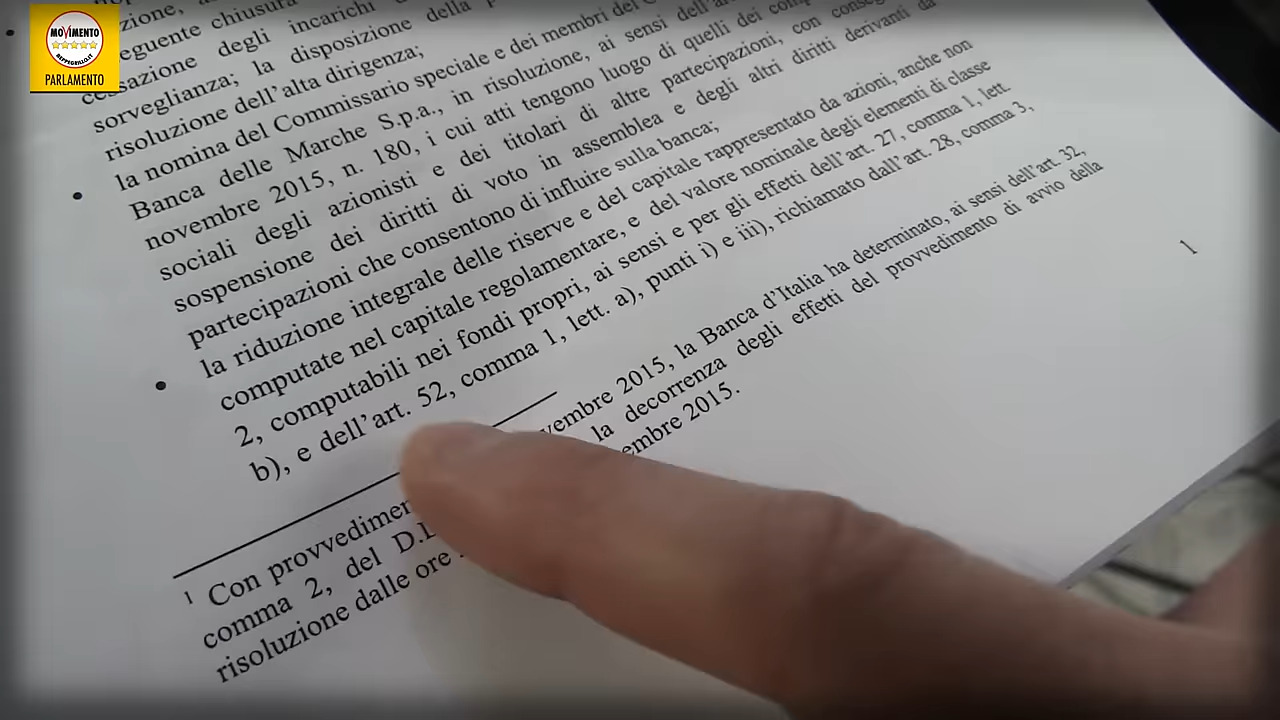 MOVIMENTO
BEPPEGRILLO.IT
PARLAMENTO
eguente chiusura
degli incarichi
sorveglianza; la disposizione della
risoluzione dell'alta dirigenza;
la nomina del Commissario speciale e dei membri del
Banca delle Marche S.p.a., in risoluzione, ai sensi
novembre 2015, n. 180, i cui atti tengono luogo di quelli dei
sociali degli azionisti e dei titolari di altre partecipazioni, con
sospensione dei diritti di voto in assemblea e degli altri diritti derivanti da
partecipazioni che consentono di influire sulla banca;
la riduzione integrale delle riserve e del capitale rappresentato da azioni, anche non
computate nel capitale regolamentare, e del valore nominale degli elementi di classe
2, computabili nei fondi propri, ai sensi e per gli effetti dell'art. 27, comma 1, lett.
b), e dell'art. 52, comma 1, lett. a), punti i) e iii), richiamato dall'art. 28, comma 3,
1 Con provvedimen vembre 2015, la Banca d'Italia ha determinato, ai sensi dell'art. 32,
comma 2, del la decorrenza degli effetti del provvedimento di avvio della
risoluzione dalle ore embre 2015.
1